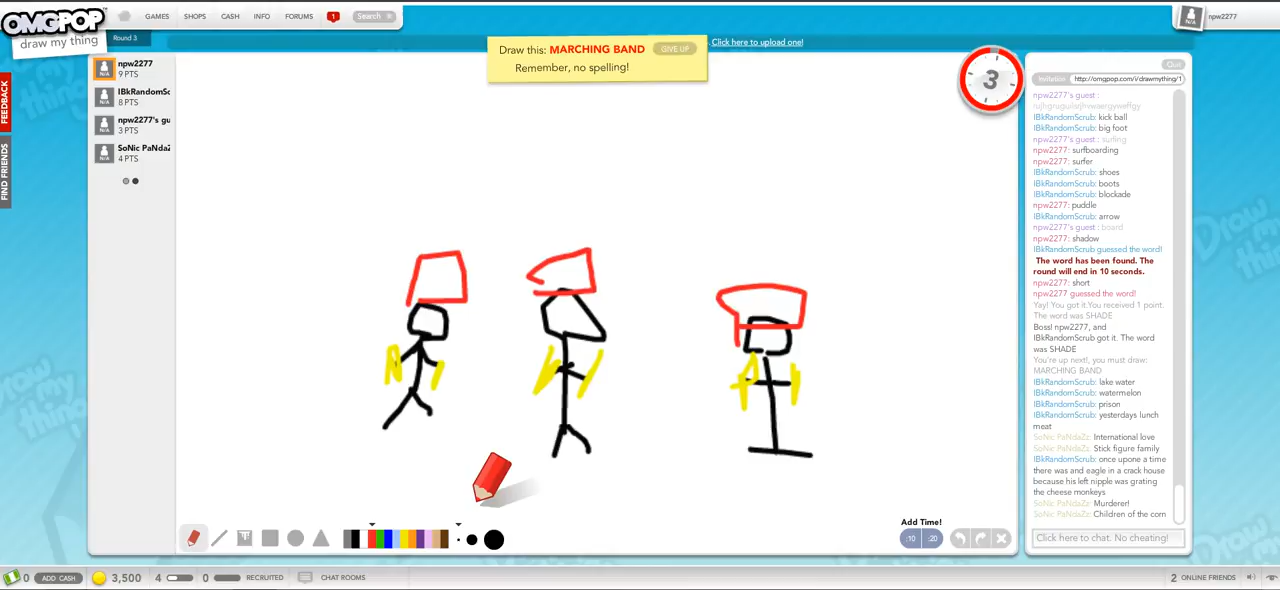 OMGPOP
draw my thing
GAMES
SHOPS
CASH
INFO
FORUMS
1
Search
npw2277
Round 3
Click here to upload one!
Draw this: MARCHING BAND
GIVE UP
Remember, no spelling!
FEEDBACK
FIND FRIENDS
npw2277
9 PTS
IBkRandomSc
8 PTS
npw2277's gu
3 PTS
SoNic PaNdaZ
4 PTS
3
Quit
Invitation
http://omgpop.com/i/drawmything/1
npw2277's guest :
IBkRandomScrub: kick ball
IBkRandomScrub: big foot
npw2277's guest : surfing
npw2277: surfboarding
npw2277: surfer
IBkRandomScrub: shoes
IBkRandomScrub: boots
IBkRandomScrub: blockade
npw2277: puddle
IBkRandomScrub: arrow
npw2277's guest : board
npw2277: shadow
IBkRandomScrub guessed the word!
The word has been found. The
round will end in 10 seconds.
npw2277: short
npw2277 guessed the word!
Yay! You got it.You received 1 point.
The word was SHADE
Boss! npw2277, and
IBkRandomScrub got it. The word
was SHADE
You're up next!, you must draw:
MARCHING BAND
IBkRandomScrub: lake water
IBkRandomScrub: watermelon
IBkRandomScrub: prison
IBkRandomScrub: yesterdays lunch
meat
SoNic PaNdaZz: International love
SoNic PaNdaZz: Stick figure family
IBkRandomScrub: once upon a time
there was and eagle in a crack house
because his left nipple was grating
the cheese monkeys
SoNic PaNdaZz: Murderer!
SoNic PaNdaZz: Children of the corn
Click here to chat. No cheating!
Add Time!
:10
:20
T
0
ADD CASH
3,500
4
0
RECRUITED
CHAT ROOMS
2 ONLINE FRIENDS